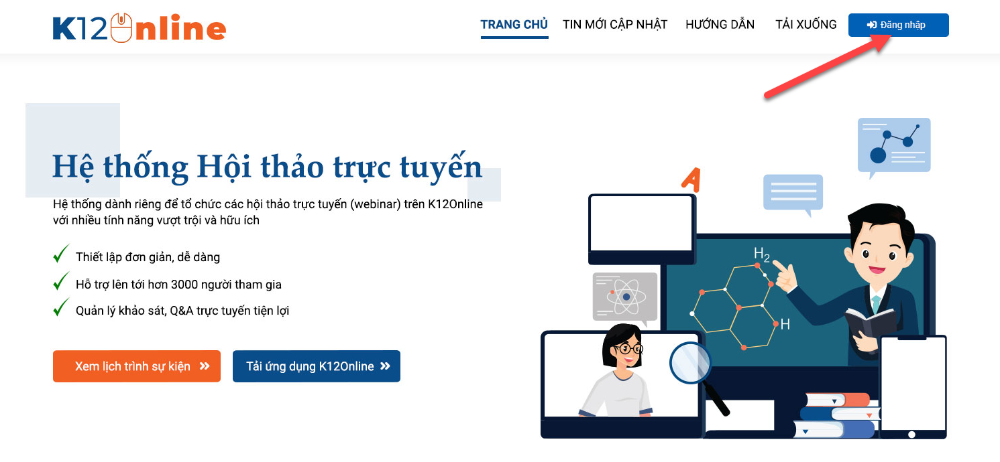 K12Online
TRANG CHỦ TIN MỚI CẬP NHẬT HƯỚNG DẪN TẢI XUỐNG Đăng nhập
Hệ thống Hội thảo trực tuyến
Hệ thống dành riêng để tổ chức các hội thảo trực tuyến (webinar) trên K12Online
với nhiều tính năng vượt trội và hữu ích
Thiết lập đơn giản, dễ dàng
Hỗ trợ lên tới hơn 3000 người tham gia
Quản lý khảo sát, Q&A trực tuyến tiện lợi
Xem lịch trình sự kiện
Tải ứng dụng K12Online
A
H2
H